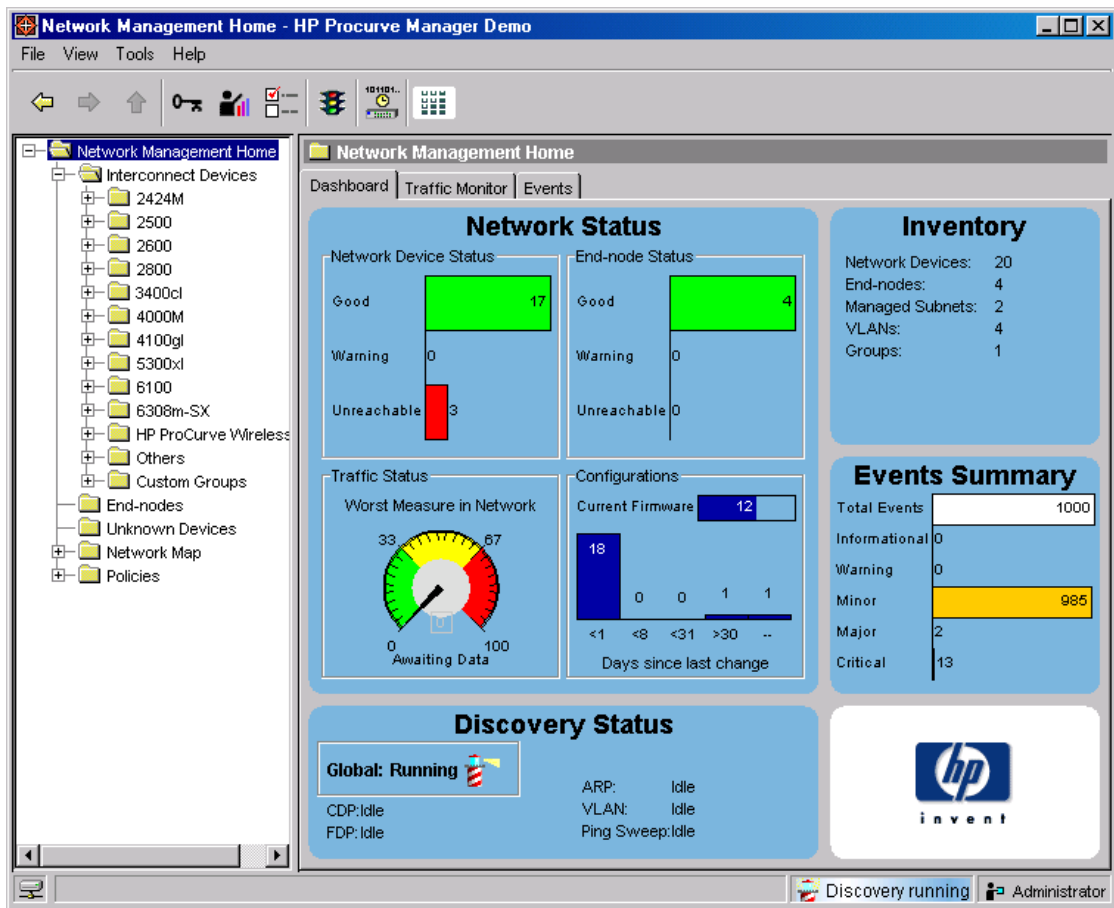 Network Management Home - HP Procurve Manager Demo
File View Tools Help
101101..
Network Management Home
Interconnect Devices
2424M
2500
2600
2800
3400cl
4000M
4100gl
5300xl
6100
6308m-SX
HP ProCurve Wireless
Others
Custom Groups
End-nodes
Unknown Devices
Network Map
Policies
Network Management Home
Dashboard Traffic Monitor Events
Network Status
Network Device Status
Good 17
Warning 0
Unreachable 3
End-node Status
Good 4
Warning 0
Unreachable 0
Traffic Status
Worst Measure in Network
33 67
0
0 100
Awaiting Data
Configurations
Current Firmware 12
18 0 0 1 1
<1 <8 <31 >30 --
Days since last change
Inventory
Network Devices: 20
End-nodes: 4
Managed Subnets: 2
VLANs: 4
Groups: 1
Events Summary
Total Events 1000
Informational 0
Warning 0
Minor 985
Major 2
Critical 13
Discovery Status
Global: Running
CDP:Idle
FDP:Idle
ARP: Idle
VLAN: Idle
Ping Sweep:Idle
hp
invent
Discovery running Administrator